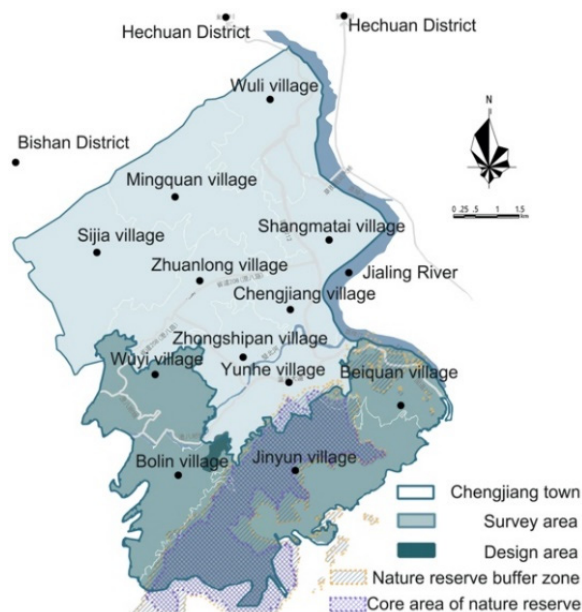 Hechuan District
Hechuan District
Wuli village
Bishan District
Mingquan village
Shangmatai village
Sijia village
Zhuanlong village
Jialing River
Chengjiang village
Zhongshipan village
Wuyi village
Yunhe village
Beiquan village
Bolin village
Jinyun village
N
0 .25 .5 1 1.5
km
Chengjiang town
Survey area
Design area
Nature reserve buffer zone
Core area of nature reserve